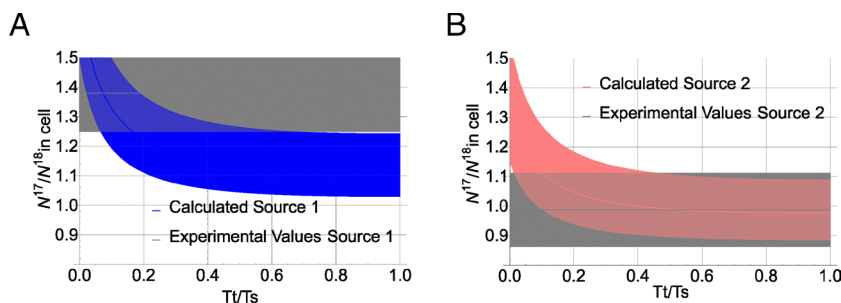 A
1.5
1.4
1.3
1.2
1.1
1.0
0.9
N¹⁷/N¹⁸in cell
Calculated Source 1
Experimental Values Source 1
0.0 0.2 0.4 0.6 0.8 1.0
Tt/Ts
B
1.5
1.4
1.3
1.2
1.1
1.0
0.9
N¹⁷/N¹⁸in cell
Calculated Source 2
Experimental Values Source 2
0.0 0.2 0.4 0.6 0.8 1.0
Tt/Ts